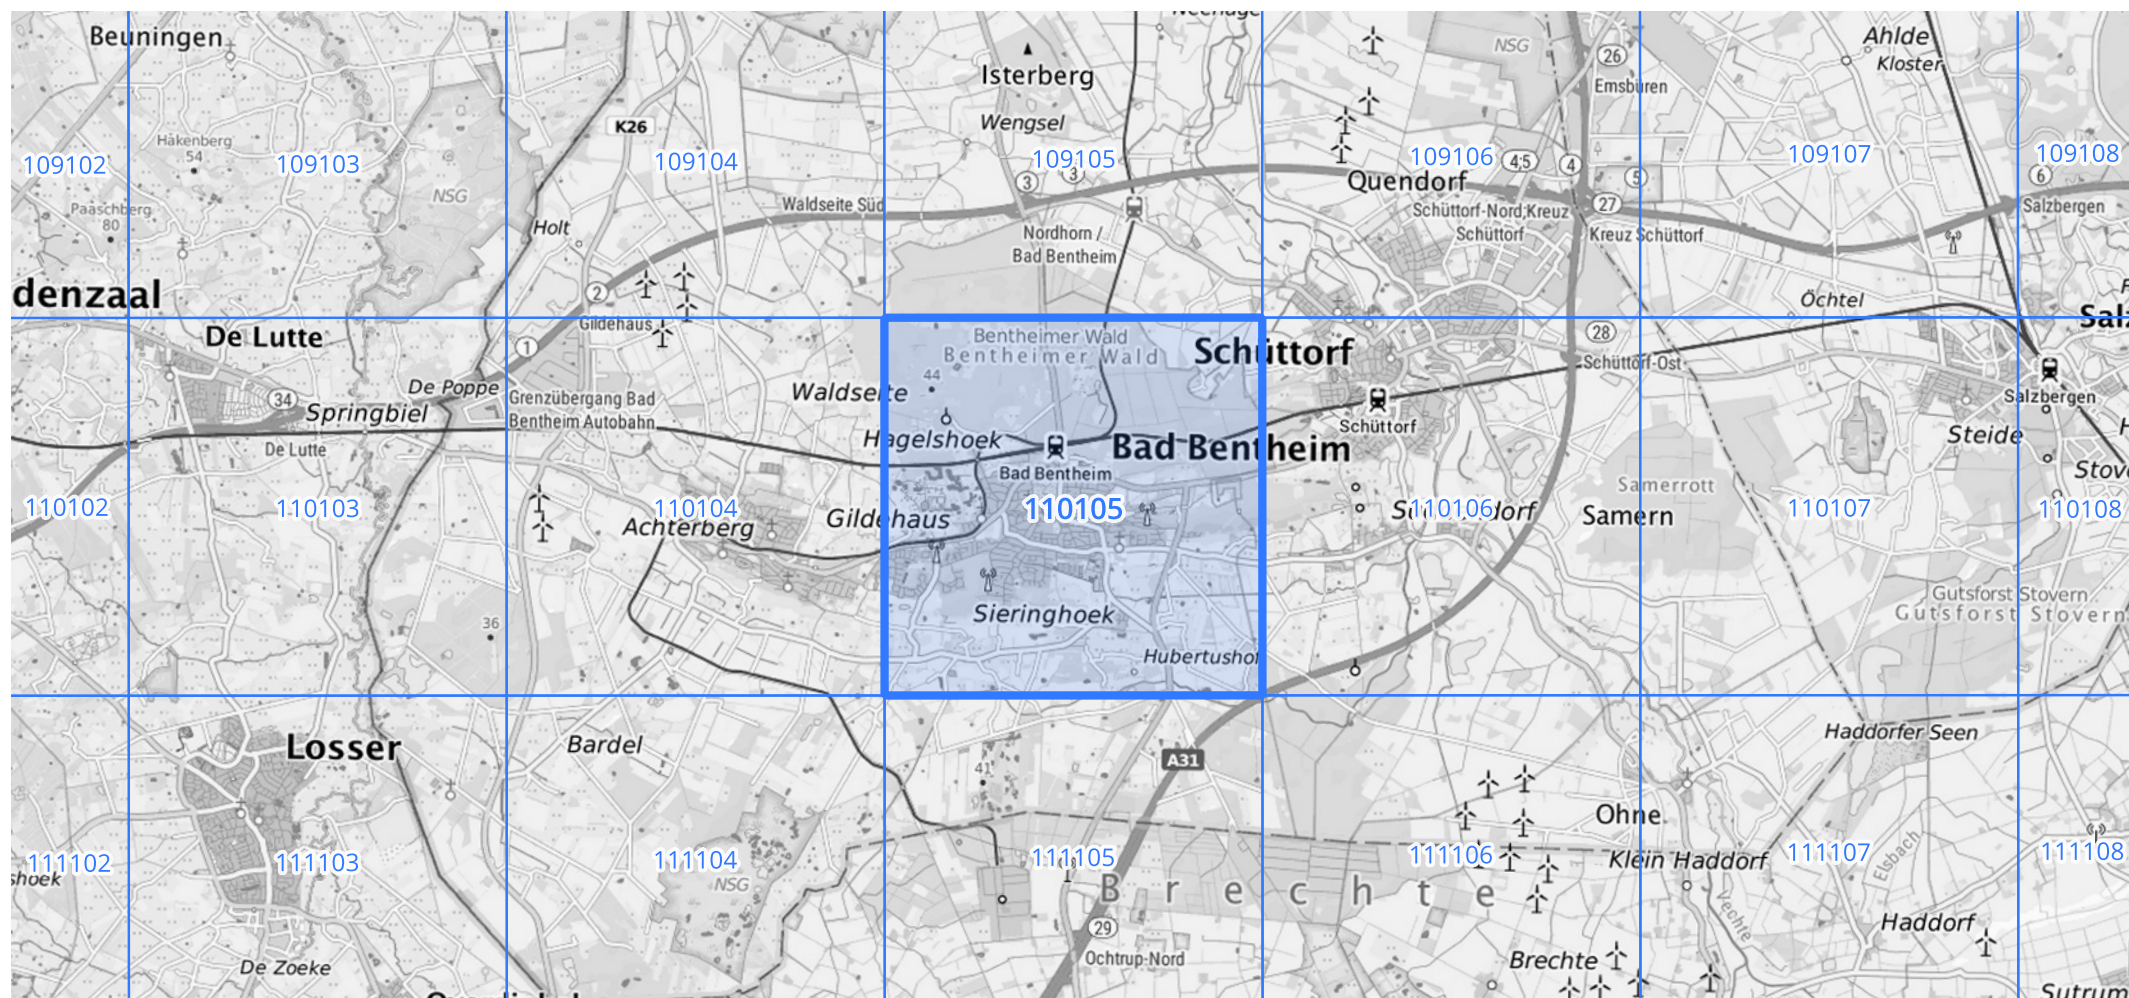 Beuningen
Isterberg
NSG
26
Emsbüren
Ahlde
Kloster
K26
Wengsel
Håkenberg
54
109102
109103
109104
109105
109106
109107
109108
4;5
4
5
6
3
3
NSG
Quendorf
Paaschberg
80
Waldseite Süd
27
Salzbergen
Schüttorf-Nord;Kreuz
Schüttorf
Kreuz Schüttorf
Holt
Nordhorn /
Bad Bentheim
2
denzaal
Öchtel
Gildehaus
De Lutte
1
Bentheimer Wald
Bentheimer Wald
Schüttorf
28
Schüttorf-Ost
44
De Poppe
Waldseite
34
Springbiel
Grenzübergang Bad
Bentheim Autobahn
Salzbergen
Schüttorf
De Lutte
Hagelshoek
Bad Bentheim
Bad Bentheim
Steide
Samerrott
110102
110103
110104
110105
110106
110107
110108
Achterberg
Gildehaus
Samern
Sieringhoek
36
Gutsforst Stovern
Gutsforst Stovern
Hubertushof
Losser
Bardel
Haddorfer Seen
A31
41
Ohne
111102
111103
111104
111105
111106
111107
111108
Klein Haddorf
Elsbach
shoek
NSG
Brechte
Vechte
29
Haddorf
Ochtrup-Nord
De Zoeke
Brechte
Sutrum